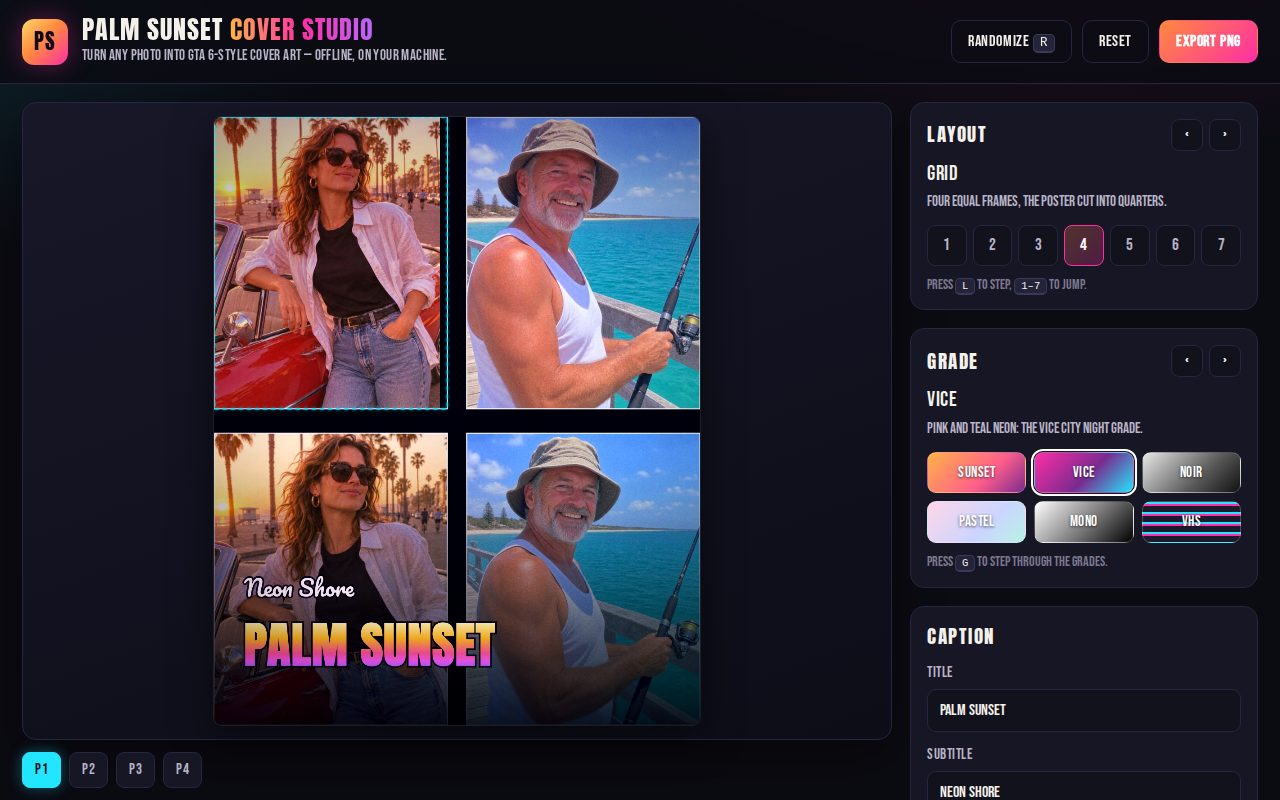 PS
PALM SUNSET COVER STUDIO
TURN ANY PHOTO INTO GTA 6-STYLE COVER ART — OFFLINE, ON YOUR MACHINE.
RANDOMIZE R
RESET
EXPORT PNG
Neon Shore
PALM SUNSET
P1 P2 P3 P4
LAYOUT
‹ ›
GRID
FOUR EQUAL FRAMES, THE POSTER CUT INTO QUARTERS.
1 2 3 4 5 6 7
PRESS L TO STEP, 1–7 TO JUMP.
GRADE
‹ ›
VICE
PINK AND TEAL NEON: THE VICE CITY NIGHT GRADE.
SUNSET VICE NOIR
PASTEL MONO VHS
PRESS G TO STEP THROUGH THE GRADES.
CAPTION
TITLE
PALM SUNSET
SUBTITLE
NEON SHORE